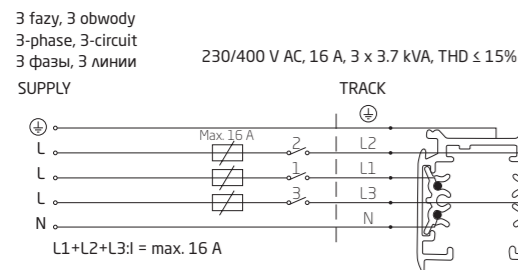 3 fazy, 3 obwody
3-phase, 3-circuit
3 фазы, 3 линии
230/400 V AC, 16 A, 3 x 3.7 kVA, THD ≤ 15%
SUPPLY
TRACK
Max. 16 A
L 2 L2
L 1 L1
L 3 L3
N N
L1+L2+L3:I = max. 16 A